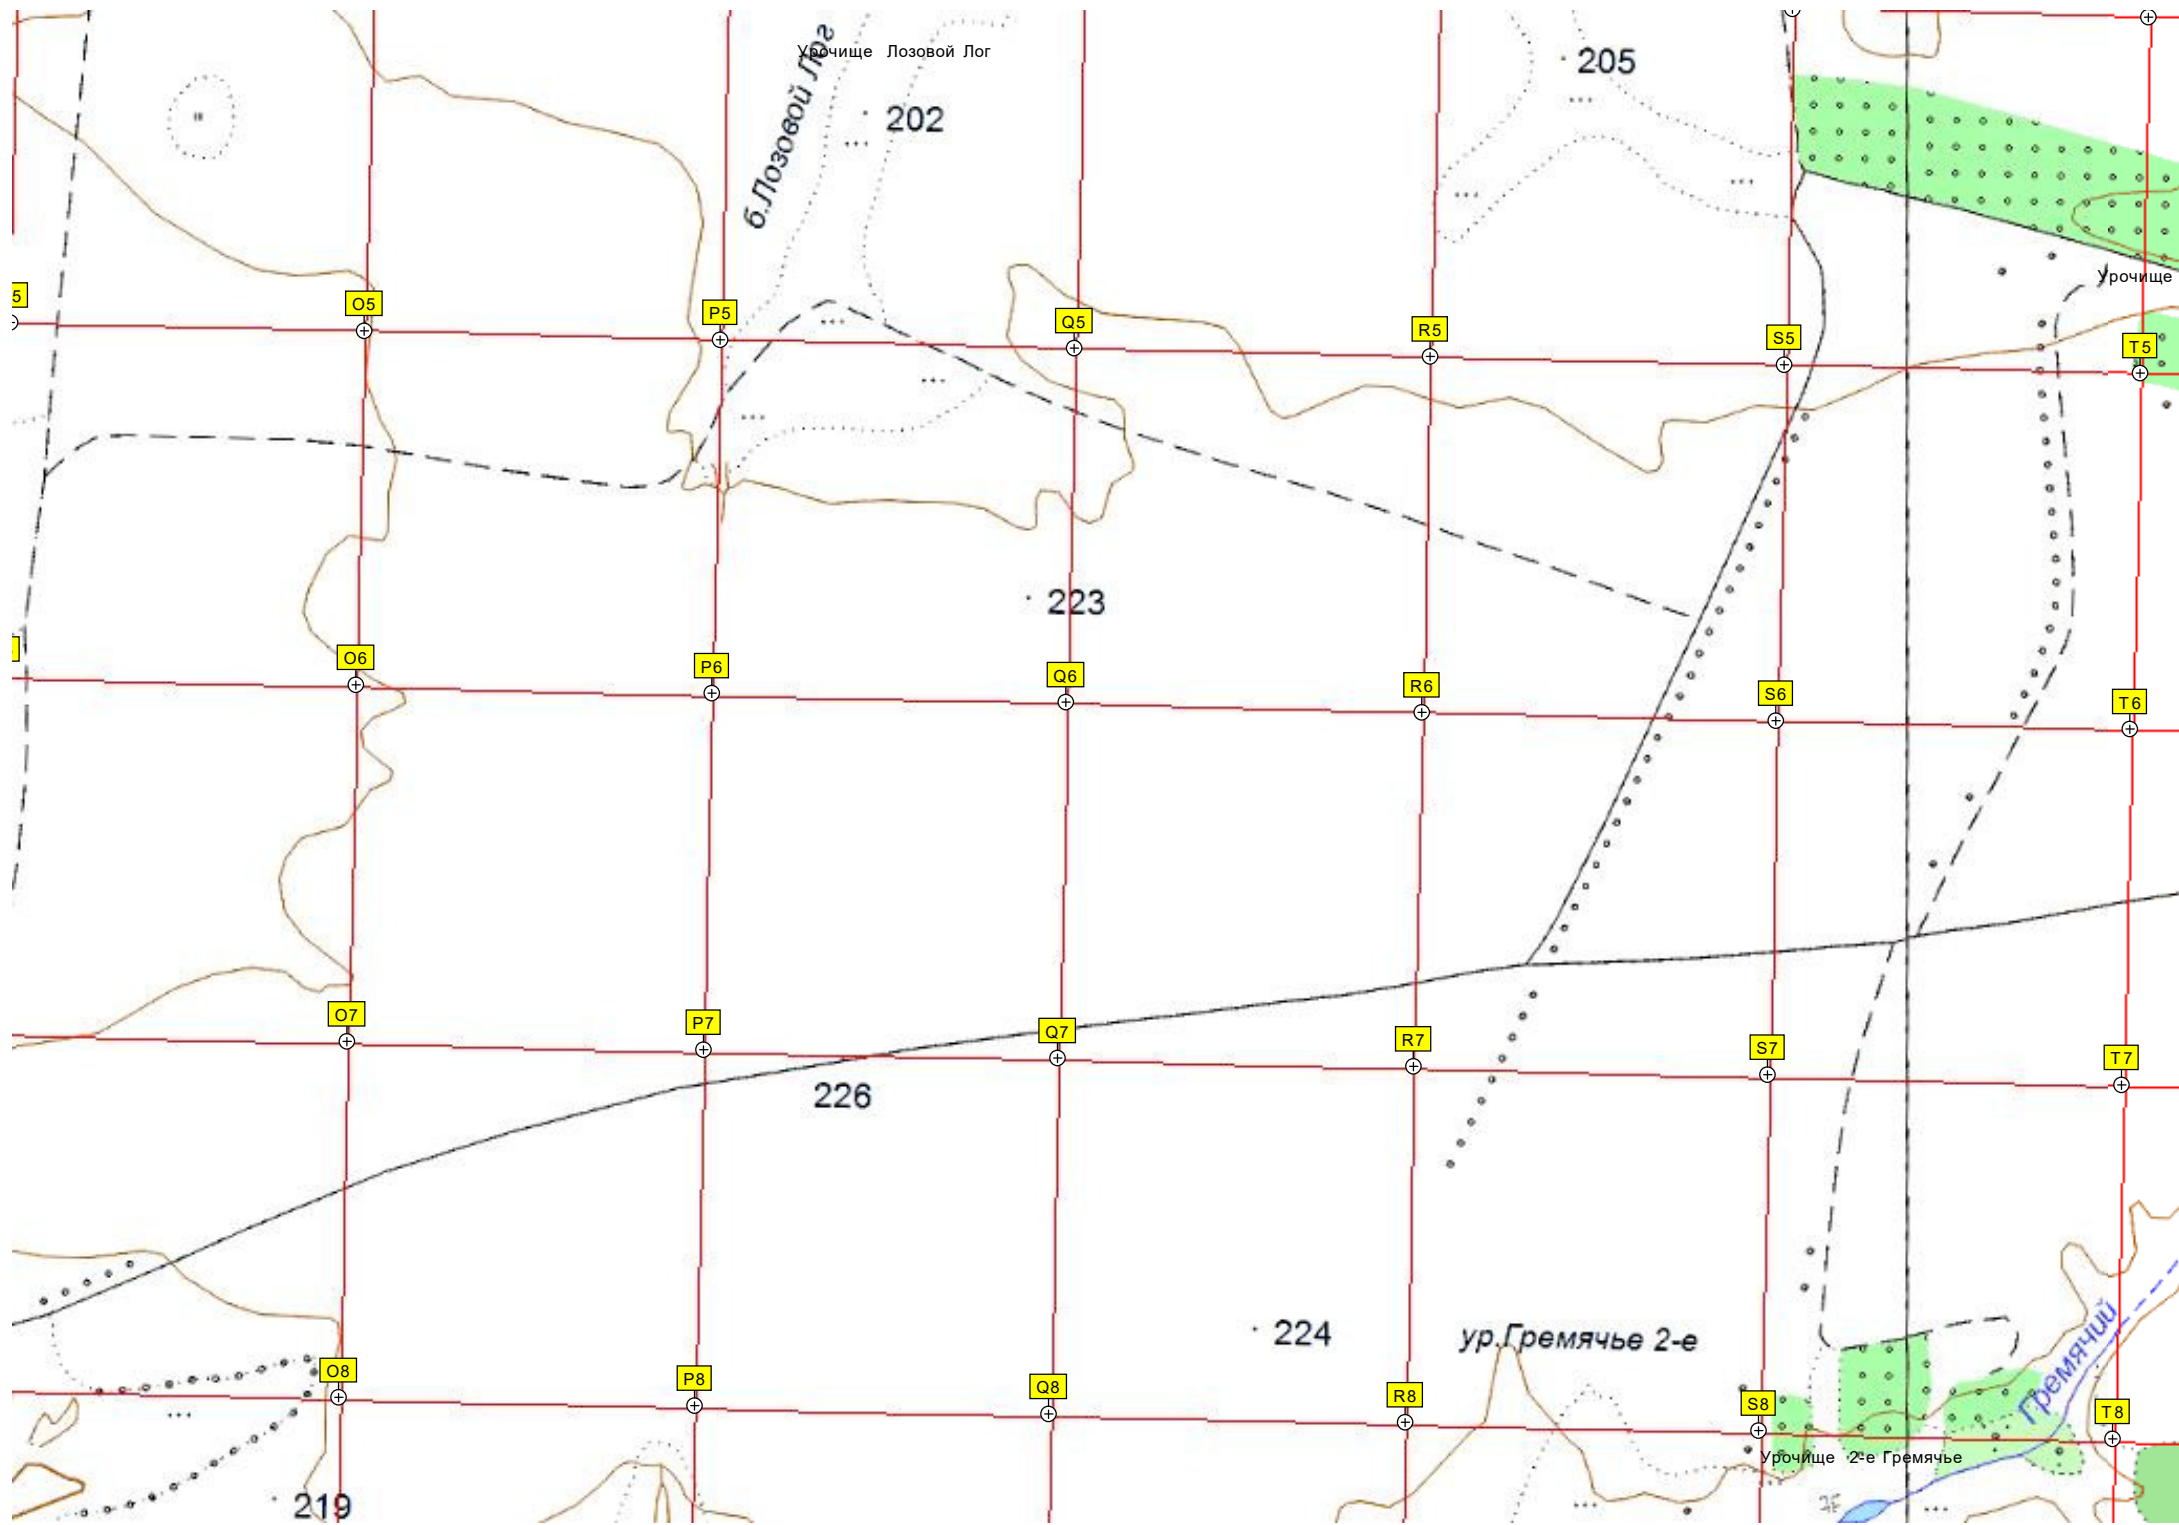 б.Лозовой Лог
Урочище Лозовой Лог
205
202
Урочище
5
O5
P5
Q5
R5
S5
T5
223
O6
P6
Q6
R6
S6
T6
O7
P7
Q7
R7
S7
T7
226
224
ур.Гремячье 2-е
Гремячий
O8
P8
Q8
R8
S8
T8
Урочище 2-е Гремячье
219